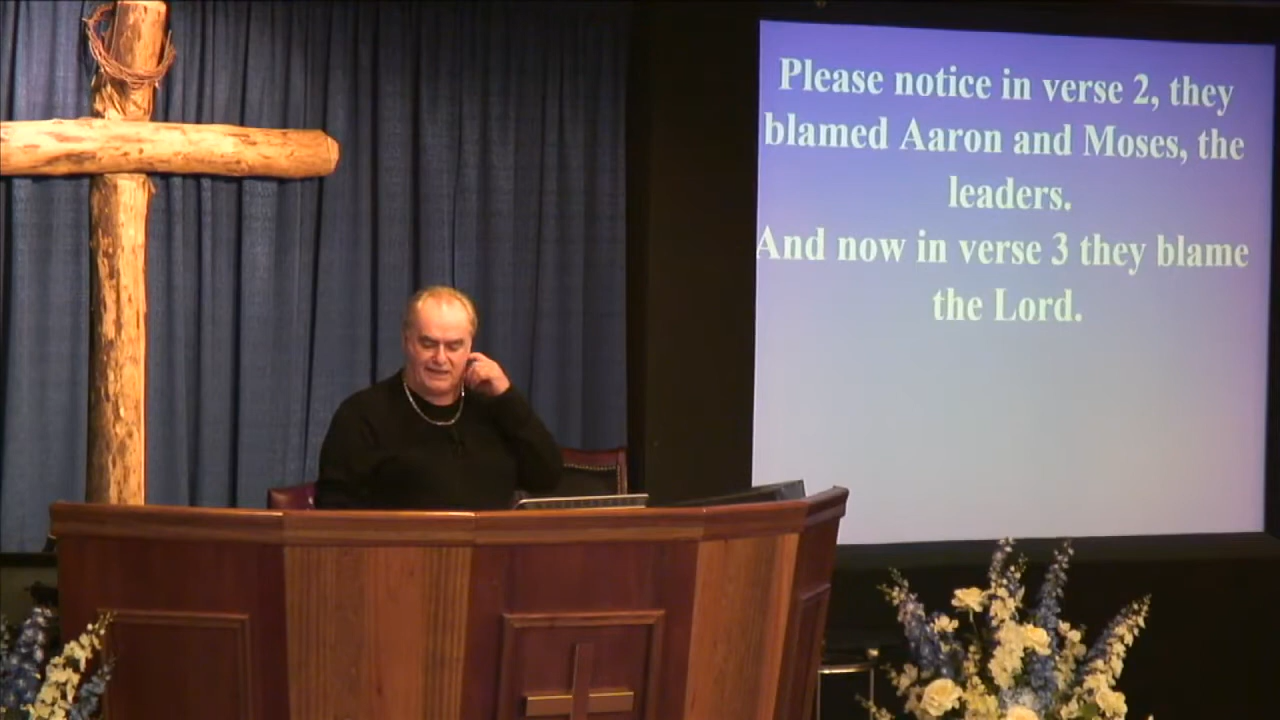 Please notice in verse 2, they
blamed Aaron and Moses, the
leaders.
And now in verse 3 they blame
the Lord.